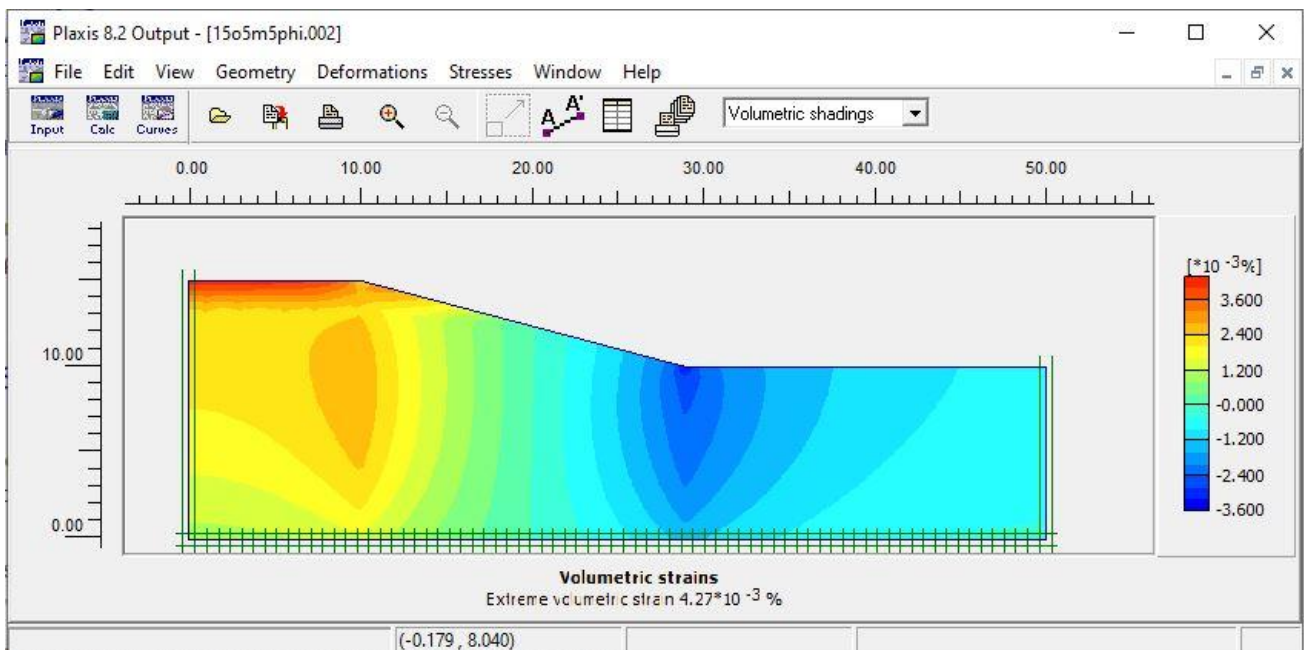 Plaxis 8.2 Output - [15o5m5phi.002]
File Edit View Geometry Deformations Stresses Window Help
Input Calc Curves Volumetric shadings
0.00 10.00 20.00 30.00 40.00 50.00
[*10 -3%]
3.600
2.400
1.200
-0.000
-1.200
-2.400
-3.600
10.00
0.00
Volumetric strains
Extreme volumetric strain 4.27*10 -3 %
(-0.179 , 8.040)